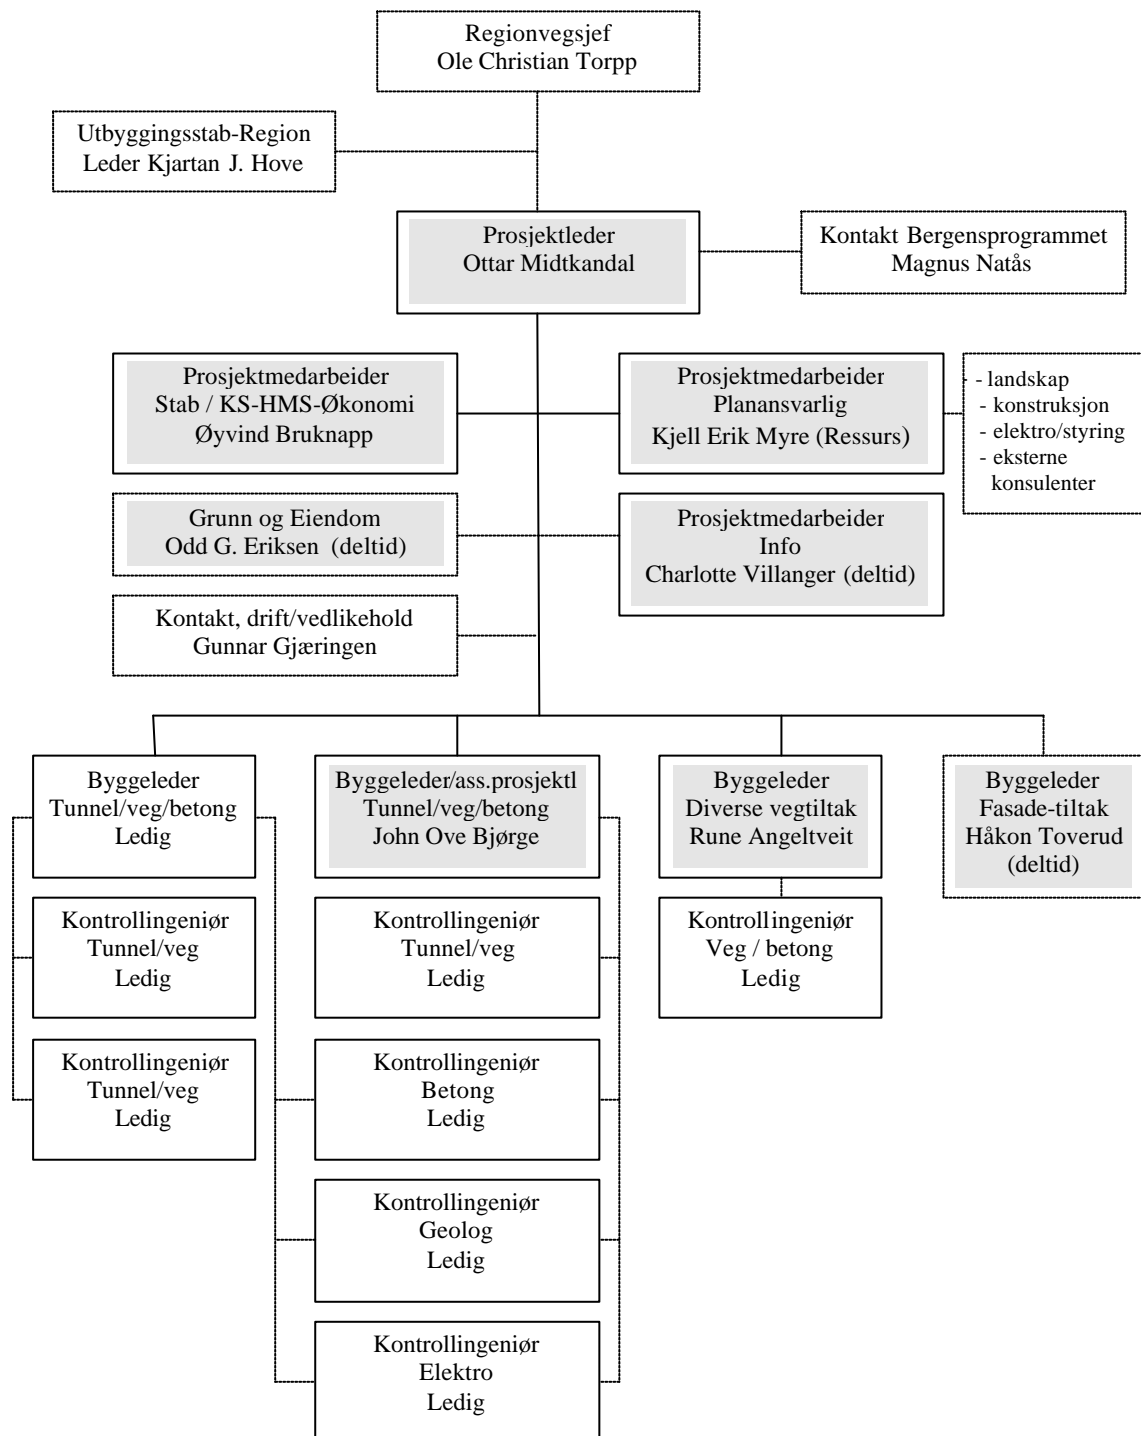 Regionvegsjef
Ole Christian Torpp
Utbyggingsstab-Region
Leder Kjartan J. Hove
Prosjektleder
Ottar Midtkandal
Kontakt Bergensprogrammet
Magnus Natås
Prosjektmedarbeider
Stab / KS-HMS-Økonomi
Øyvind Bruknapp
Prosjektmedarbeider
Planansvarlig
Kjell Erik Myre (Ressurs)
- landskap
- konstruksjon
- elektro/styring
- eksterne
konsulenter
Grunn og Eiendom
Odd G. Eriksen (deltid)
Prosjektmedarbeider
Info
Charlotte Villanger (deltid)
Kontakt, drift/vedlikehold
Gunnar Gjæringen
Byggeleder
Tunnel/veg/betong
Ledig
Byggeleder/ass.prosjektl
Tunnel/veg/betong
John Ove Bjørge
Byggeleder
Diverse vegtiltak
Rune Angeltveit
Byggeleder
Fasade-tiltak
Håkon Toverud
(deltid)
Kontrollingeniør
Tunnel/veg
Ledig
Kontrollingeniør
Tunnel/veg
Ledig
Kontrollingeniør
Veg / betong
Ledig
Kontrollingeniør
Tunnel/veg
Ledig
Kontrollingeniør
Betong
Ledig
Kontrollingeniør
Geolog
Ledig
Kontrollingeniør
Elektro
Ledig